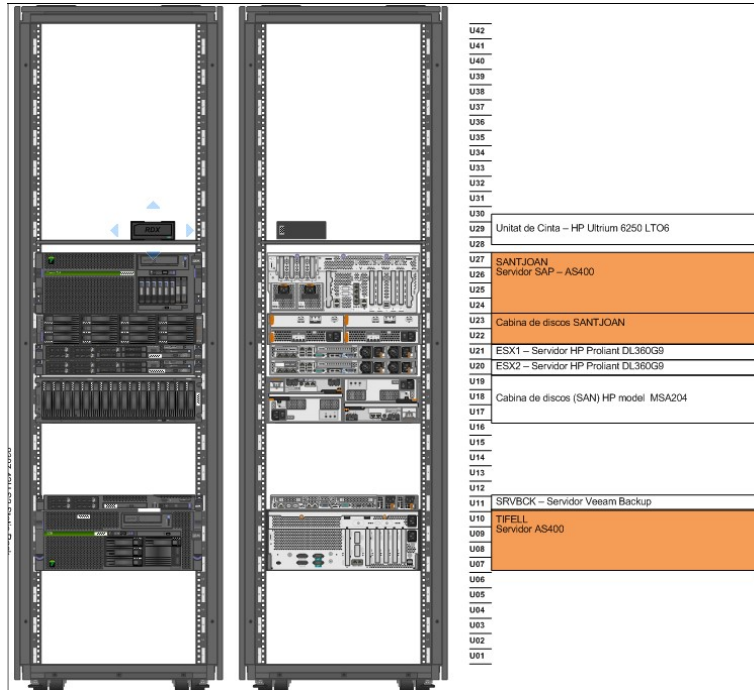 RDX
U42
U41
U40
U39
U38
U37
U36
U35
U34
U33
U32
U31
U30
U29 Unitat de Cinta – HP Ultrium 6250 LTO6
U28
U27 SANTJOAN
U26 Servidor SAP – AS400
U25
U24
U23 Cabina de discos SANTJOAN
U22
U21 ESX1 – Servidor HP Proliant DL360G9
U20 ESX2 – Servidor HP Proliant DL360G9
U19
U18 Cabina de discos (SAN) HP model MSA204
U17
U16
U15
U14
U13
U12
U11 SRVBCK – Servidor Veeam Backup
U10 TIFELL
U09 Servidor AS400
U08
U07
U06
U05
U04
U03
U02
U01